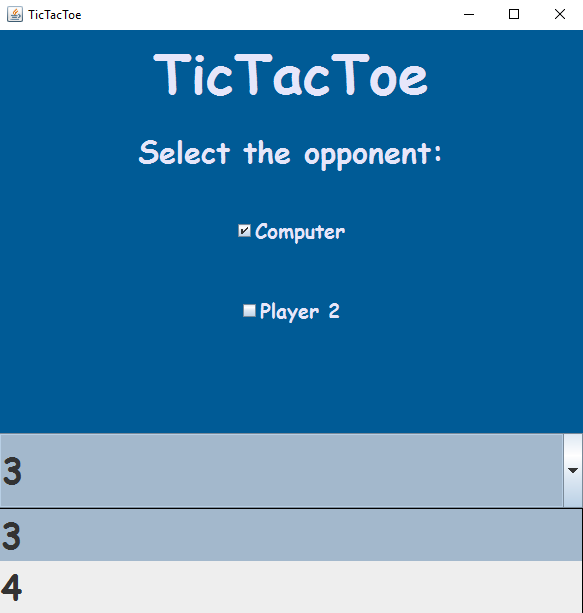 TicTacToe
TicTacToe
Select the opponent:
Computer
Player 2
3
3
4